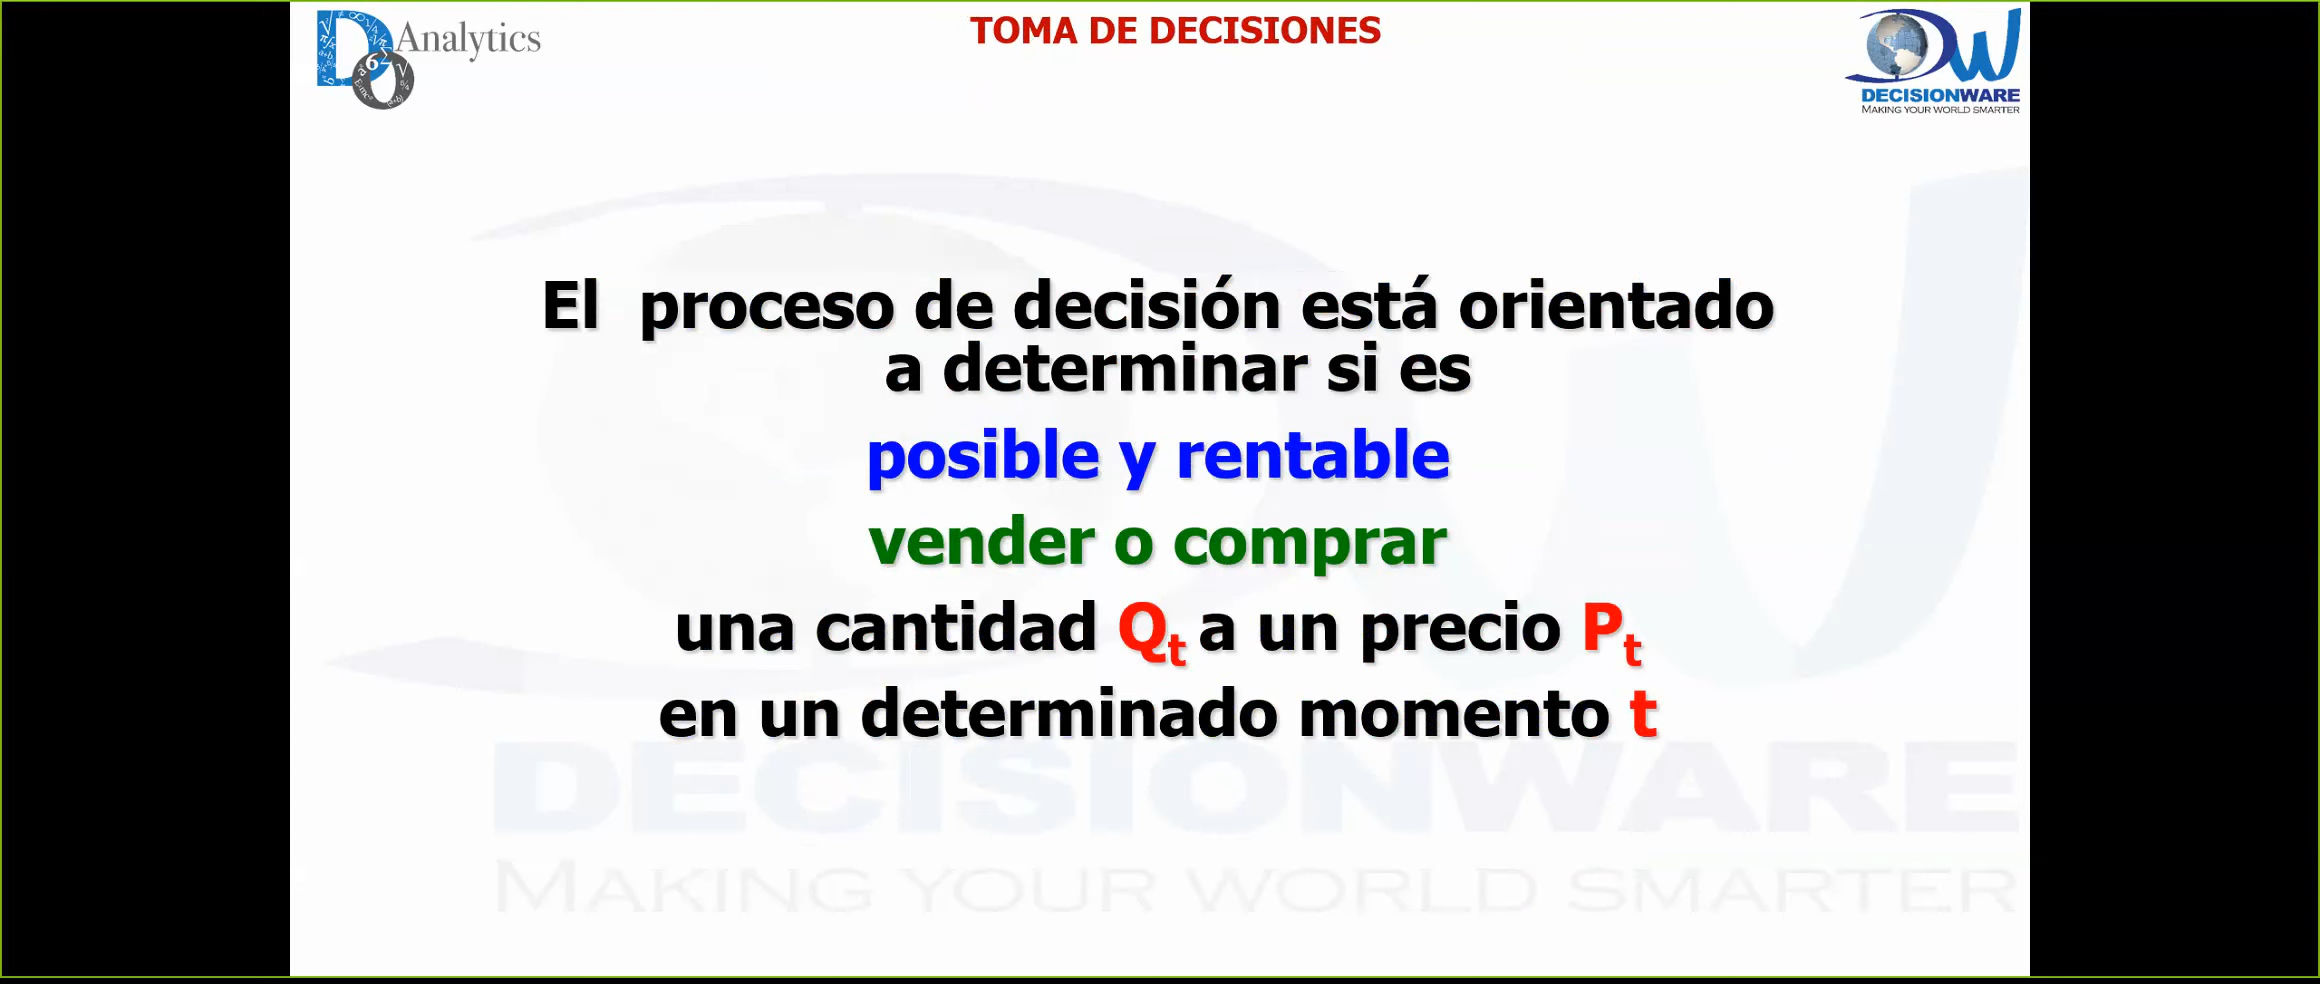 Analytics
TOMA DE DECISIONES
DW
DECISIONWARE
MAKING YOUR WORLD SMARTER
El proceso de decisión está orientado
a determinar si es
posible y rentable
vender o comprar
una cantidad Qt a un precio Pt
en un determinado momento t
DECISIONWARE
MAKING YOUR WORLD SMARTER